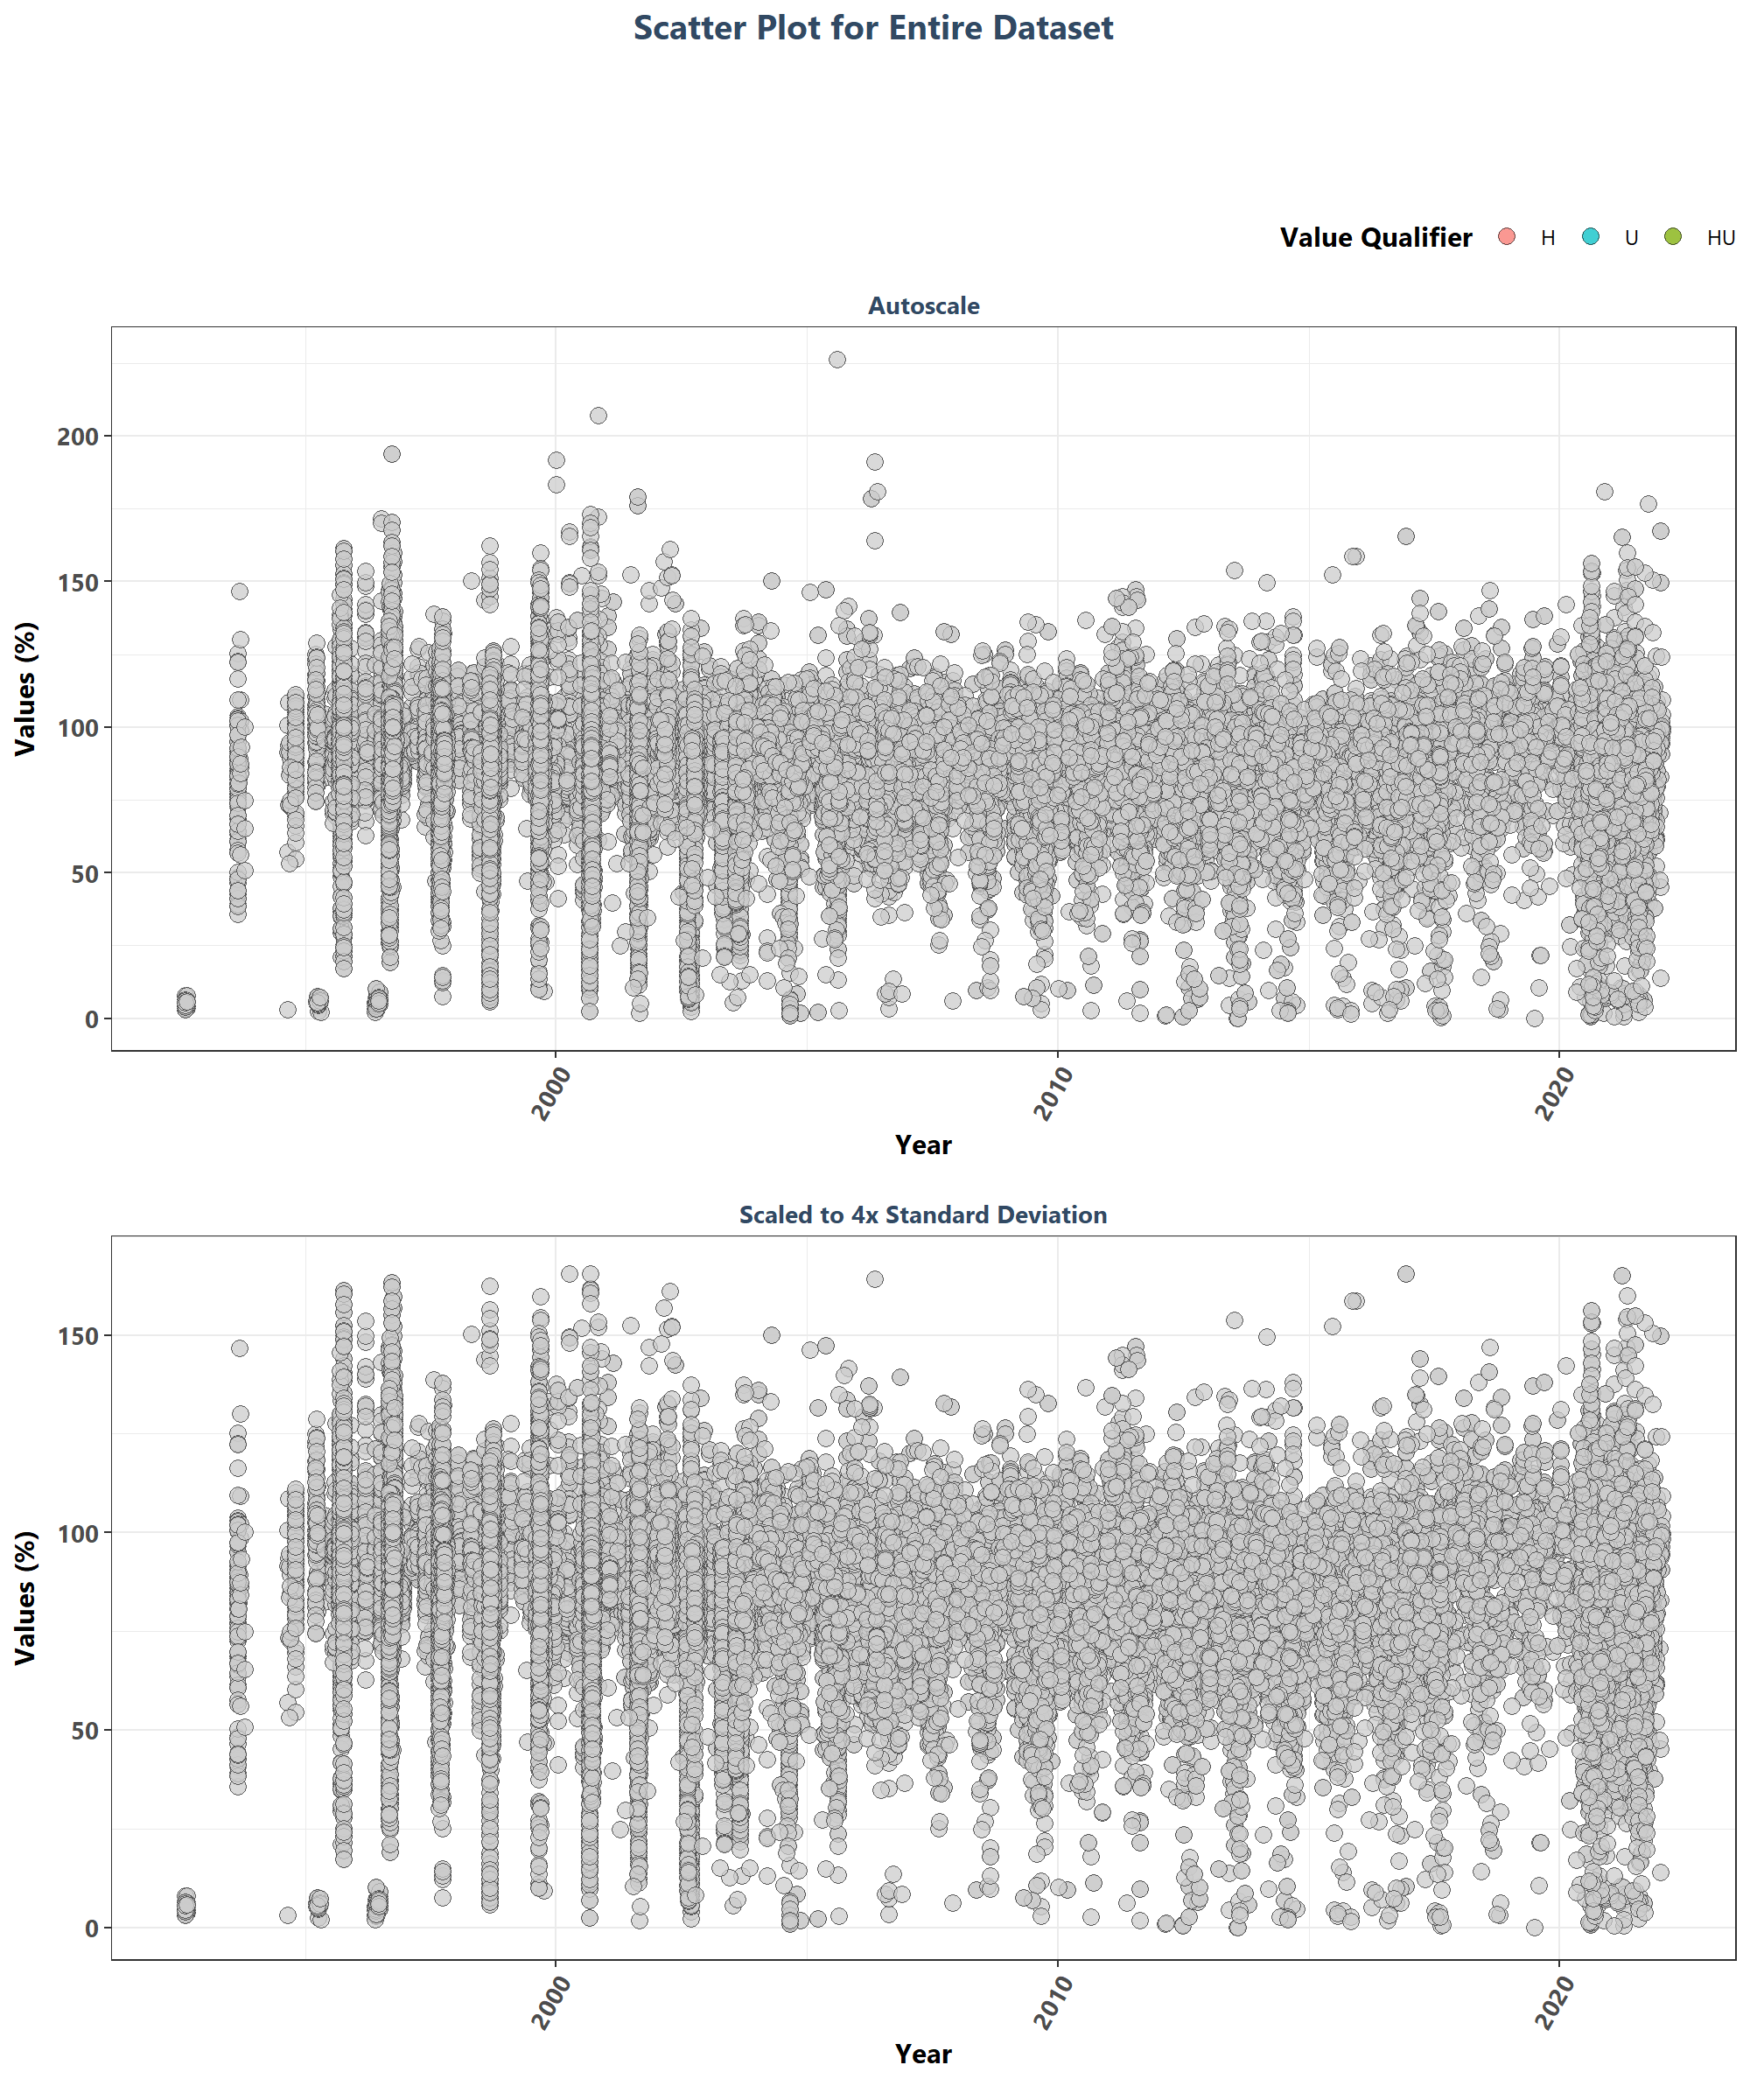 Scatter Plot for Entire Dataset
Value Qualifier H U HU
Autoscale
Values (%)
200
150
100
50
0
2000 2010 2020
Year
Scaled to 4x Standard Deviation
Values (%)
150
100
50
0
2000 2010 2020
Year